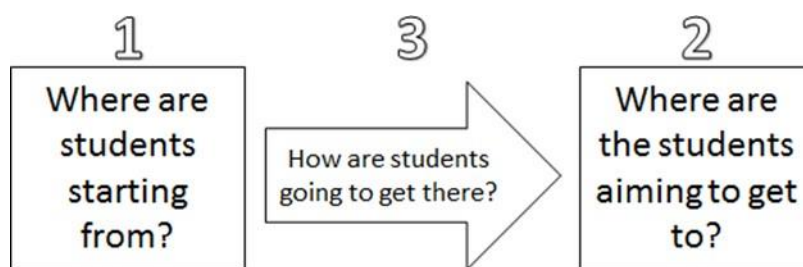 1
Where are
students
starting
from?
3
How are students
going to get there?
2
Where are
the students
aiming to get
to?